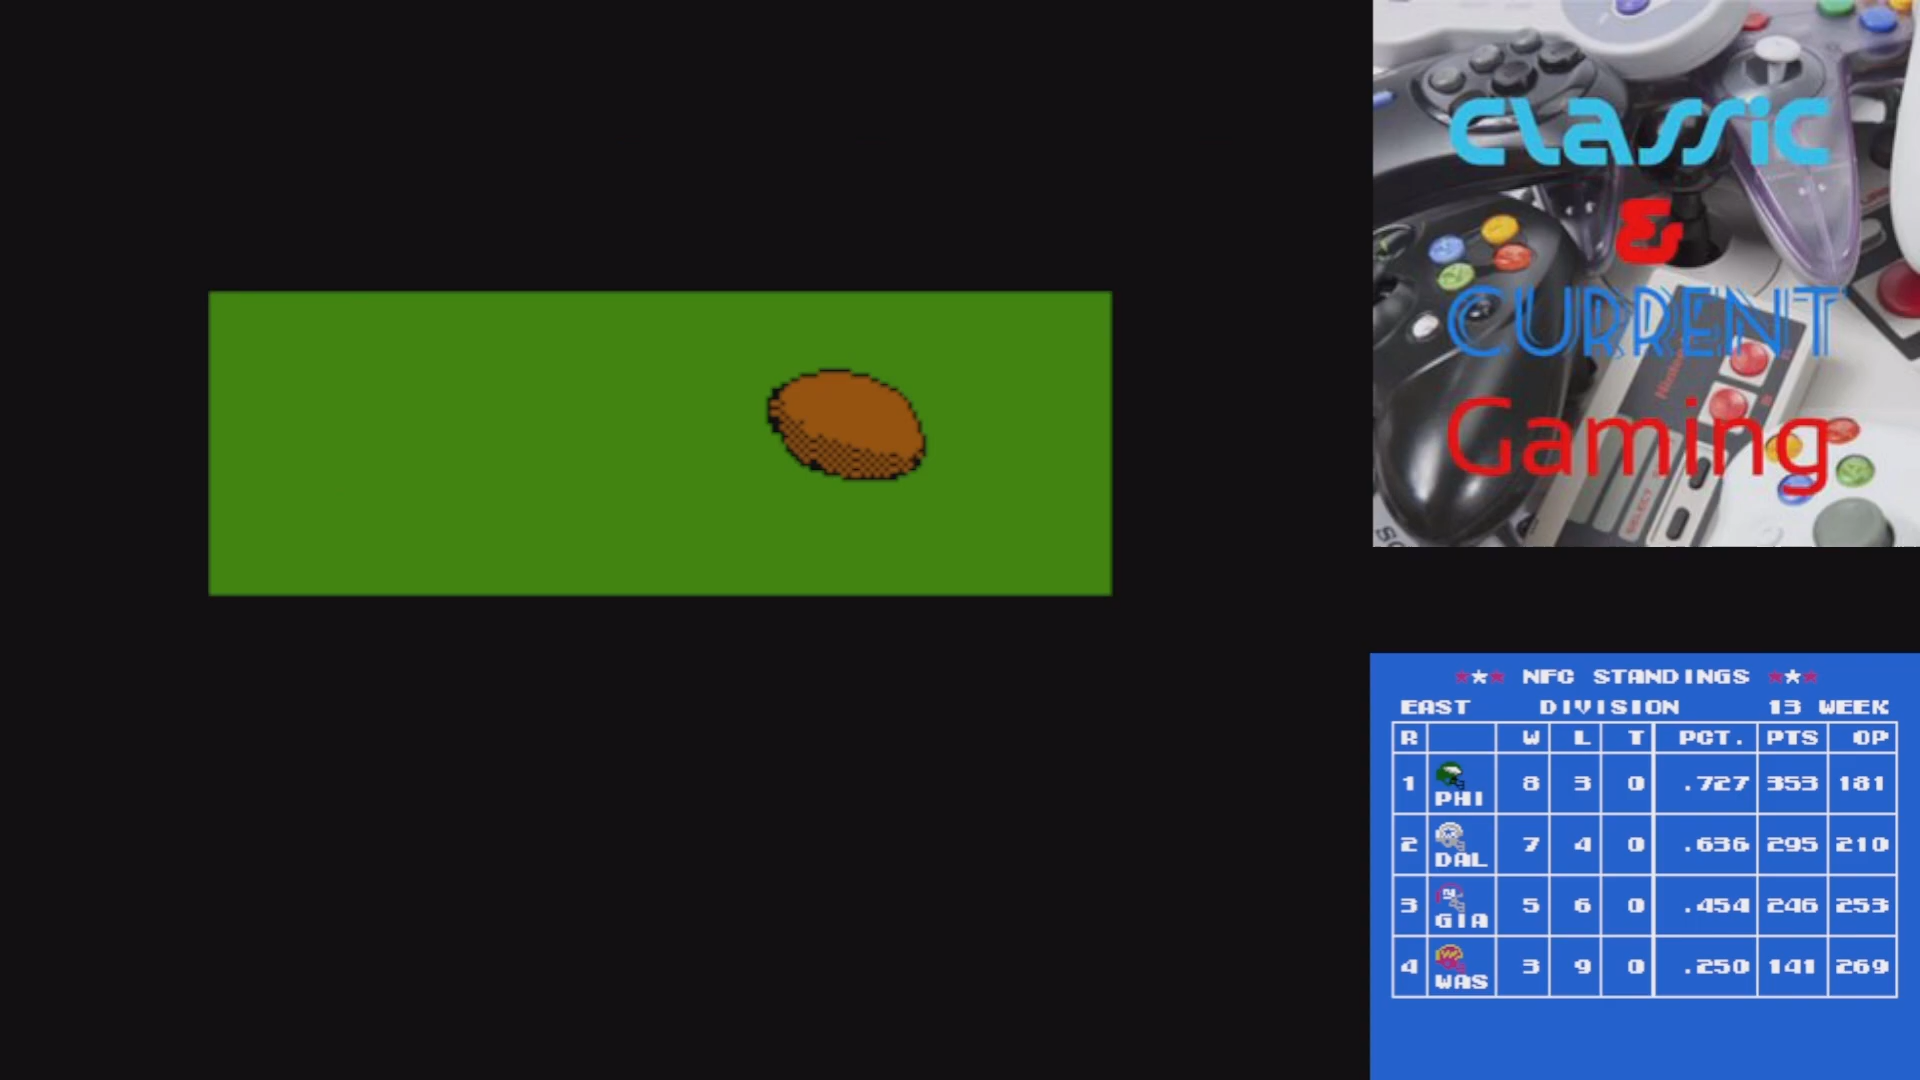 Classic
&
CURRENT
Gaming
Nintendo
SELECT
★★★ NFC STANDINGS ★★★
EAST DIVISION 13 WEEK
R W L T PCT. PTS OP
1 PHI 8 3 0 .727 353 181
2 DAL 7 4 0 .636 295 210
3 GIA 5 6 0 .454 246 253
4 WAS 3 9 0 .250 141 269